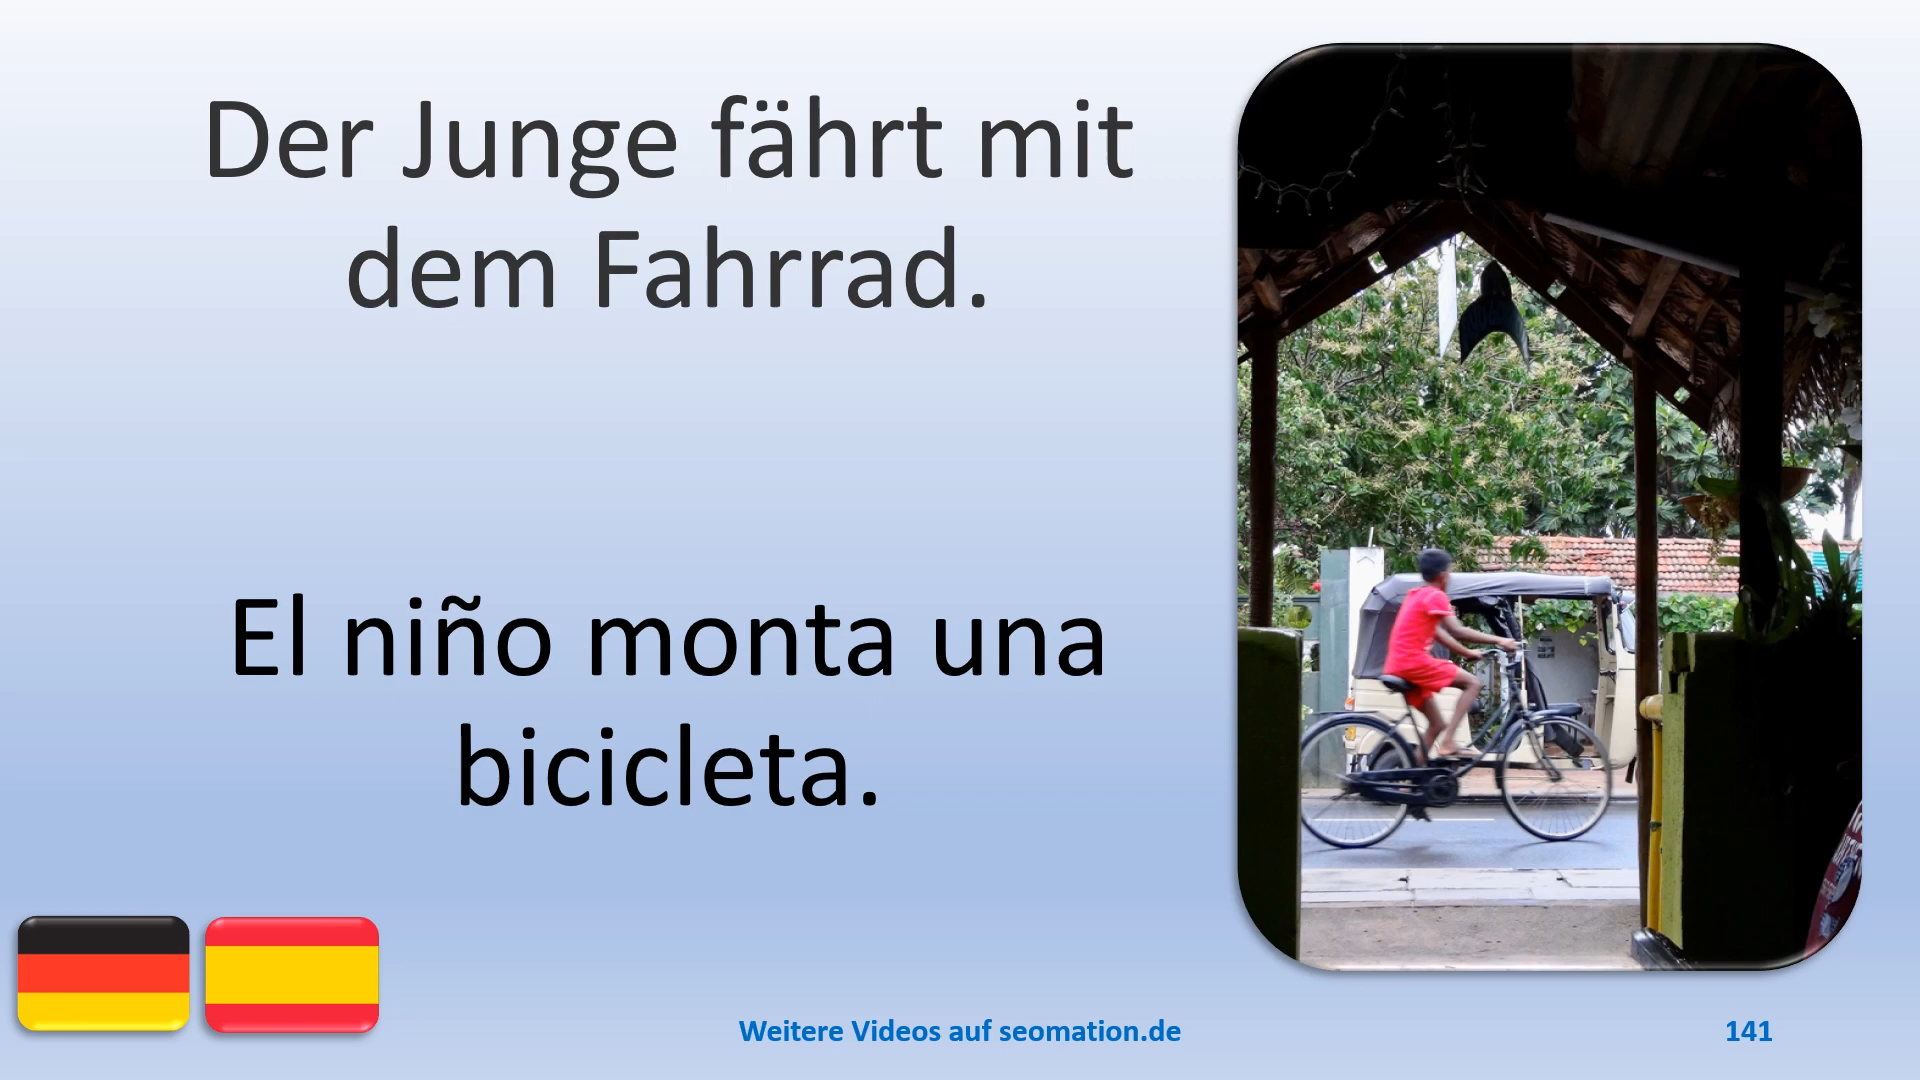 Der Junge fährt mit
dem Fahrrad.
El niño monta una
bicicleta.
Weitere Videos auf seomation.de
141